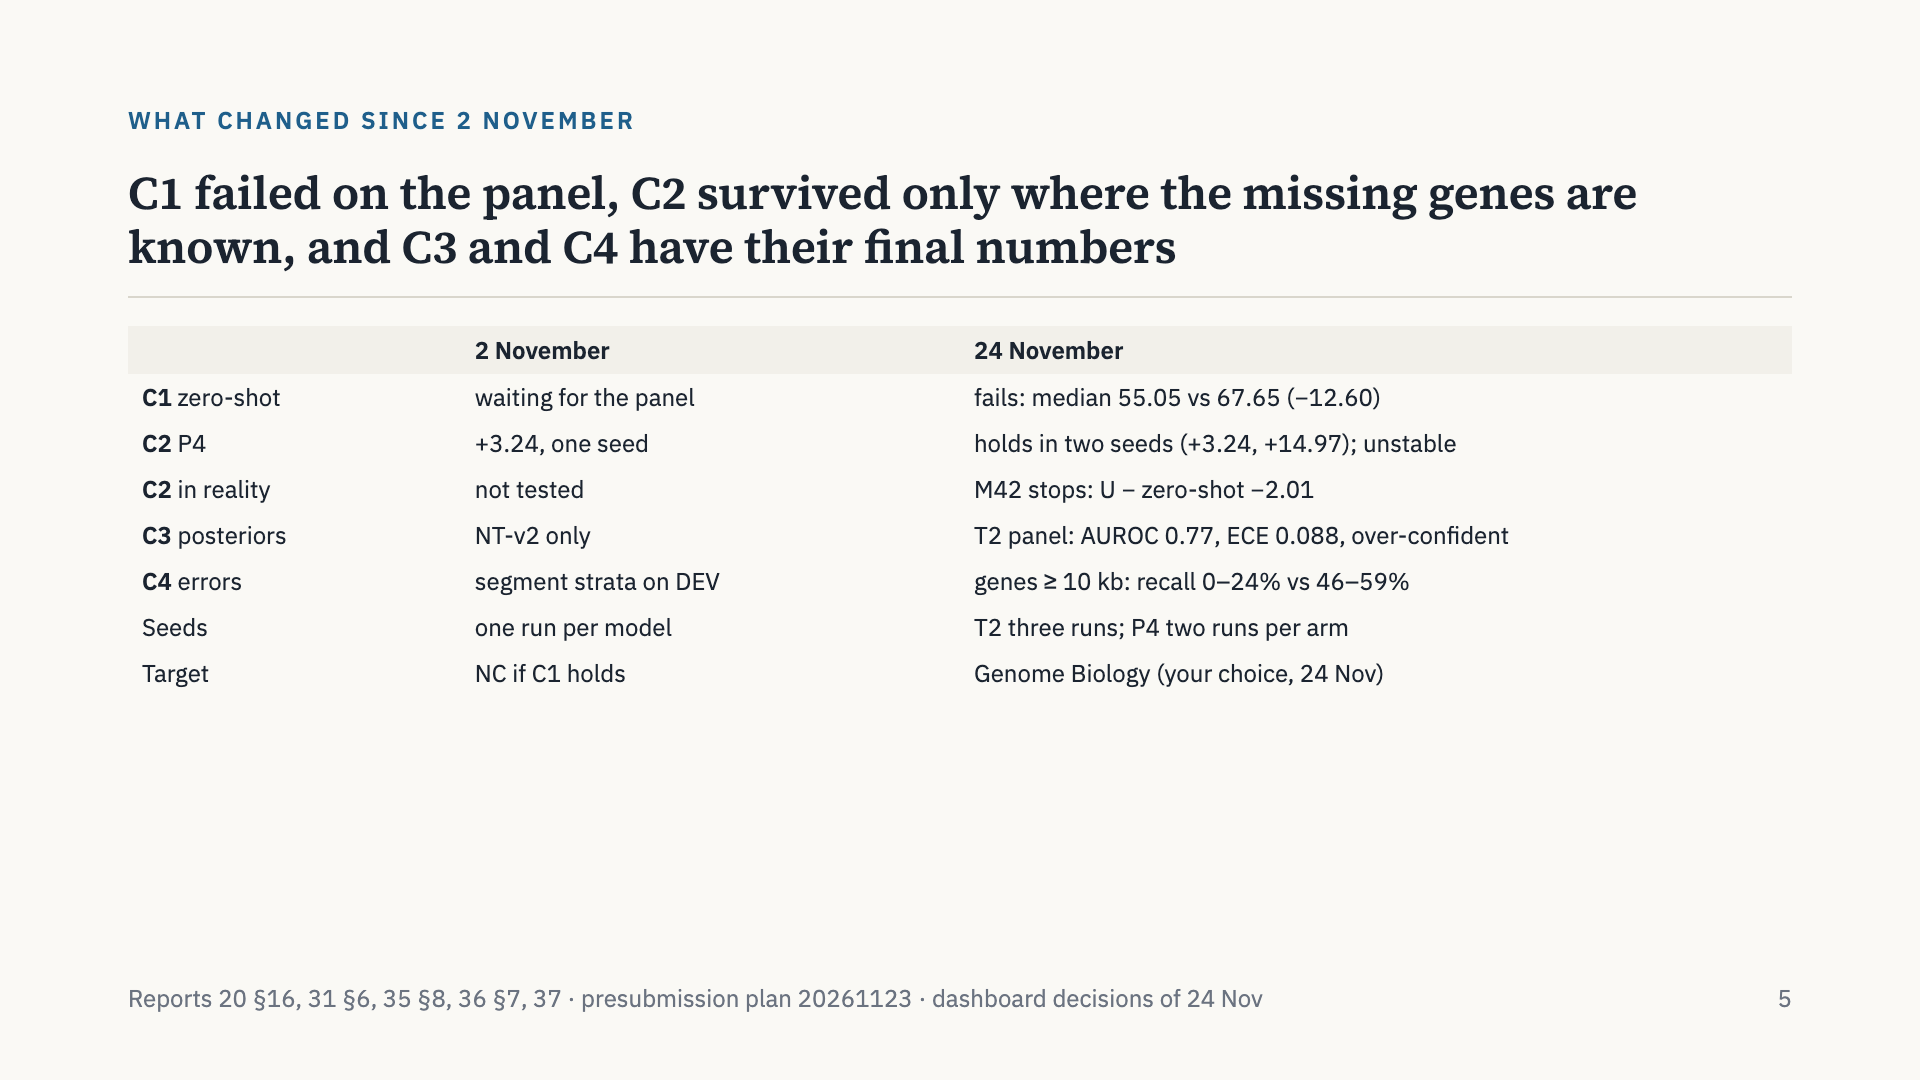 WHAT CHANGED SINCE 2 NOVEMBER
C1 failed on the panel, C2 survived only where the missing genes are
known, and C3 and C4 have their final numbers
2 November 24 November
C1 zero-shot waiting for the panel fails: median 55.05 vs 67.65 (−12.60)
C2 P4 +3.24, one seed holds in two seeds (+3.24, +14.97); unstable
C2 in reality not tested M42 stops: U − zero-shot −2.01
C3 posteriors NT-v2 only T2 panel: AUROC 0.77, ECE 0.088, over-confident
C4 errors segment strata on DEV genes ≥ 10 kb: recall 0–24% vs 46–59%
Seeds one run per model T2 three runs; P4 two runs per arm
Target NC if C1 holds Genome Biology (your choice, 24 Nov)
Reports 20 §16, 31 §6, 35 §8, 36 §7, 37 · presubmission plan 20261123 · dashboard decisions of 24 Nov 5